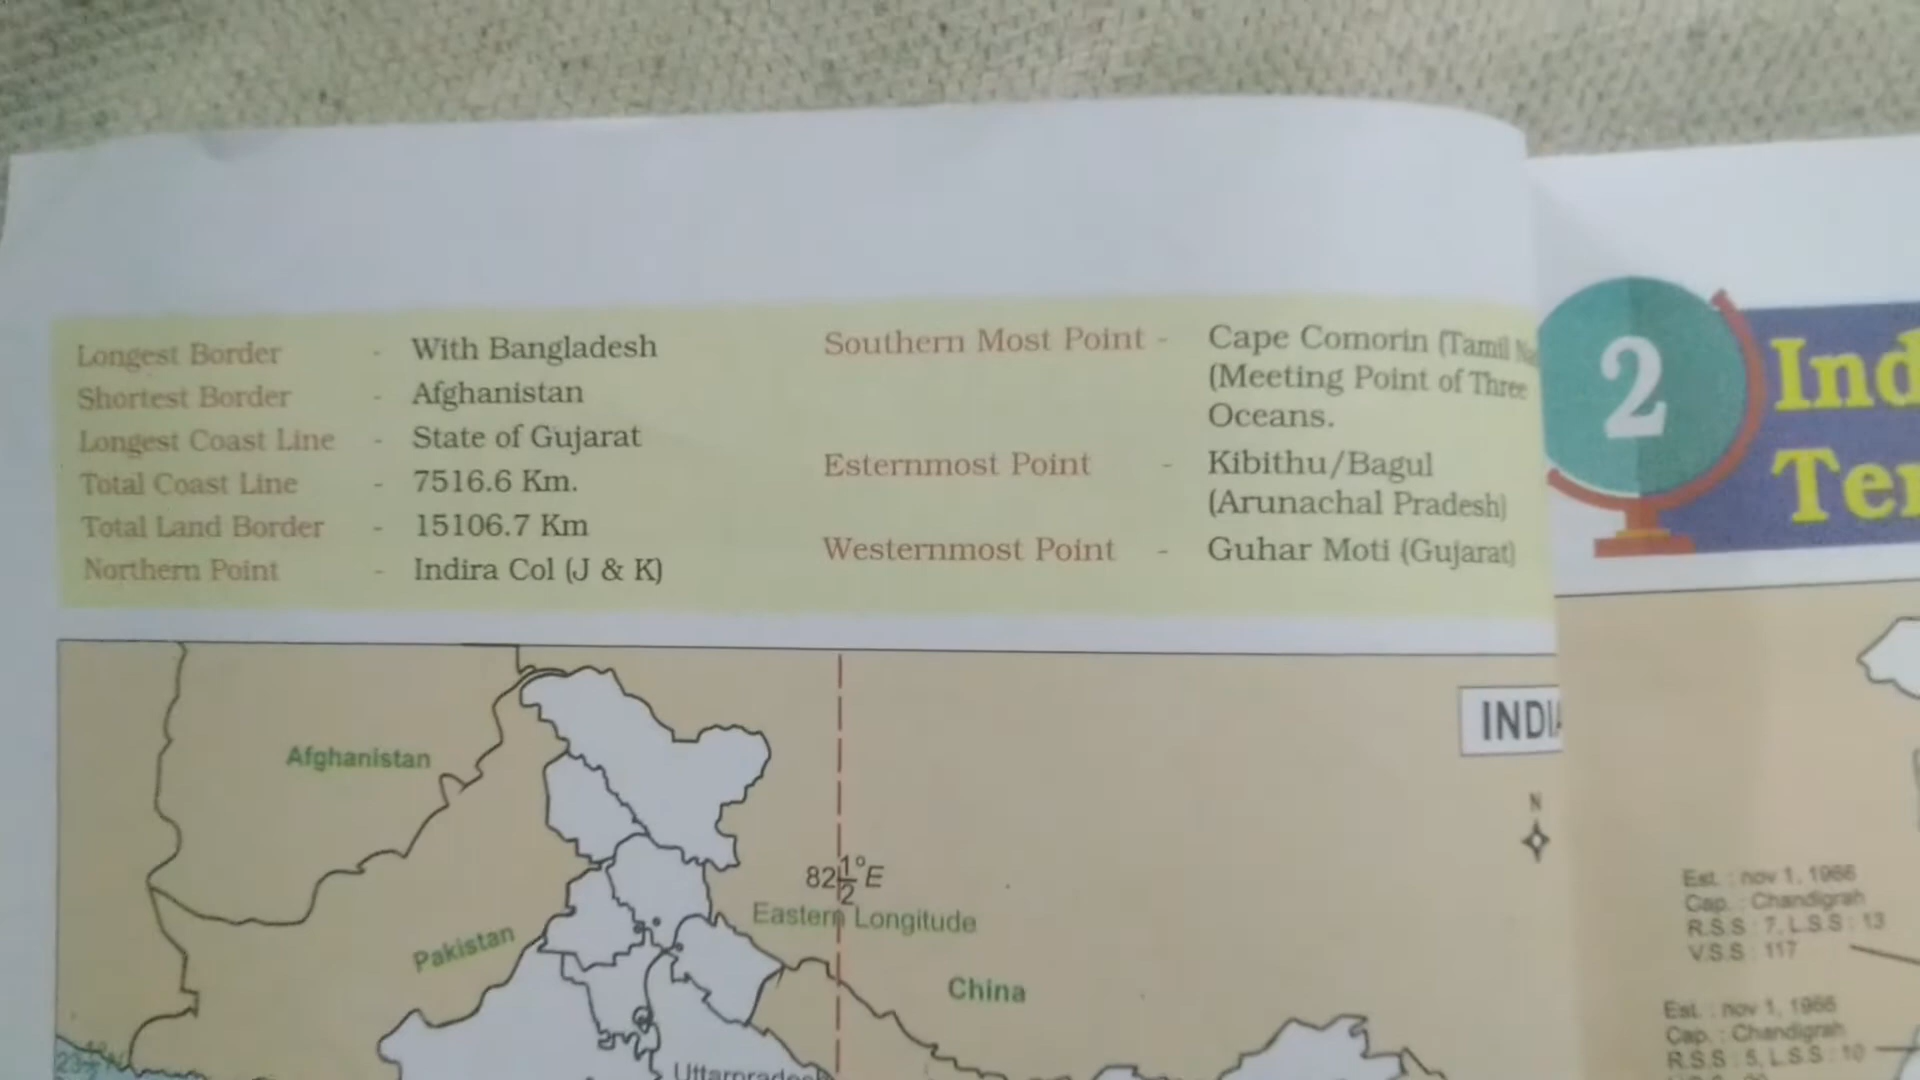 Longest Border - With Bangladesh
Shortest Border - Afghanistan
Longest Coast Line - State of Gujarat
Total Coast Line - 7516.6 Km.
Total Land Border - 15106.7 Km
Northern Point - Indira Col (J & K)
Southern Most Point - Cape Comorin (Tamil
(Meeting Point of Three
Oceans.
Esternmost Point - Kibithu/Bagul
(Arunachal Pradesh)
Westernmost Point - Guhar Moti (Gujarat)
INDIA
N
Afghanistan
82 1/2°E
Eastern Longitude
Pakistan
China
Uttarpradesh
2
Ind
Ter
Est. : nov 1, 1966
Cap. : Chandigrah
R.S.S : 7, L.S.S : 13
V.S.S : 117
Est. : nov 1, 1966
Cap. : Chandigrah
R.S.S : 5, L.S.S : 10